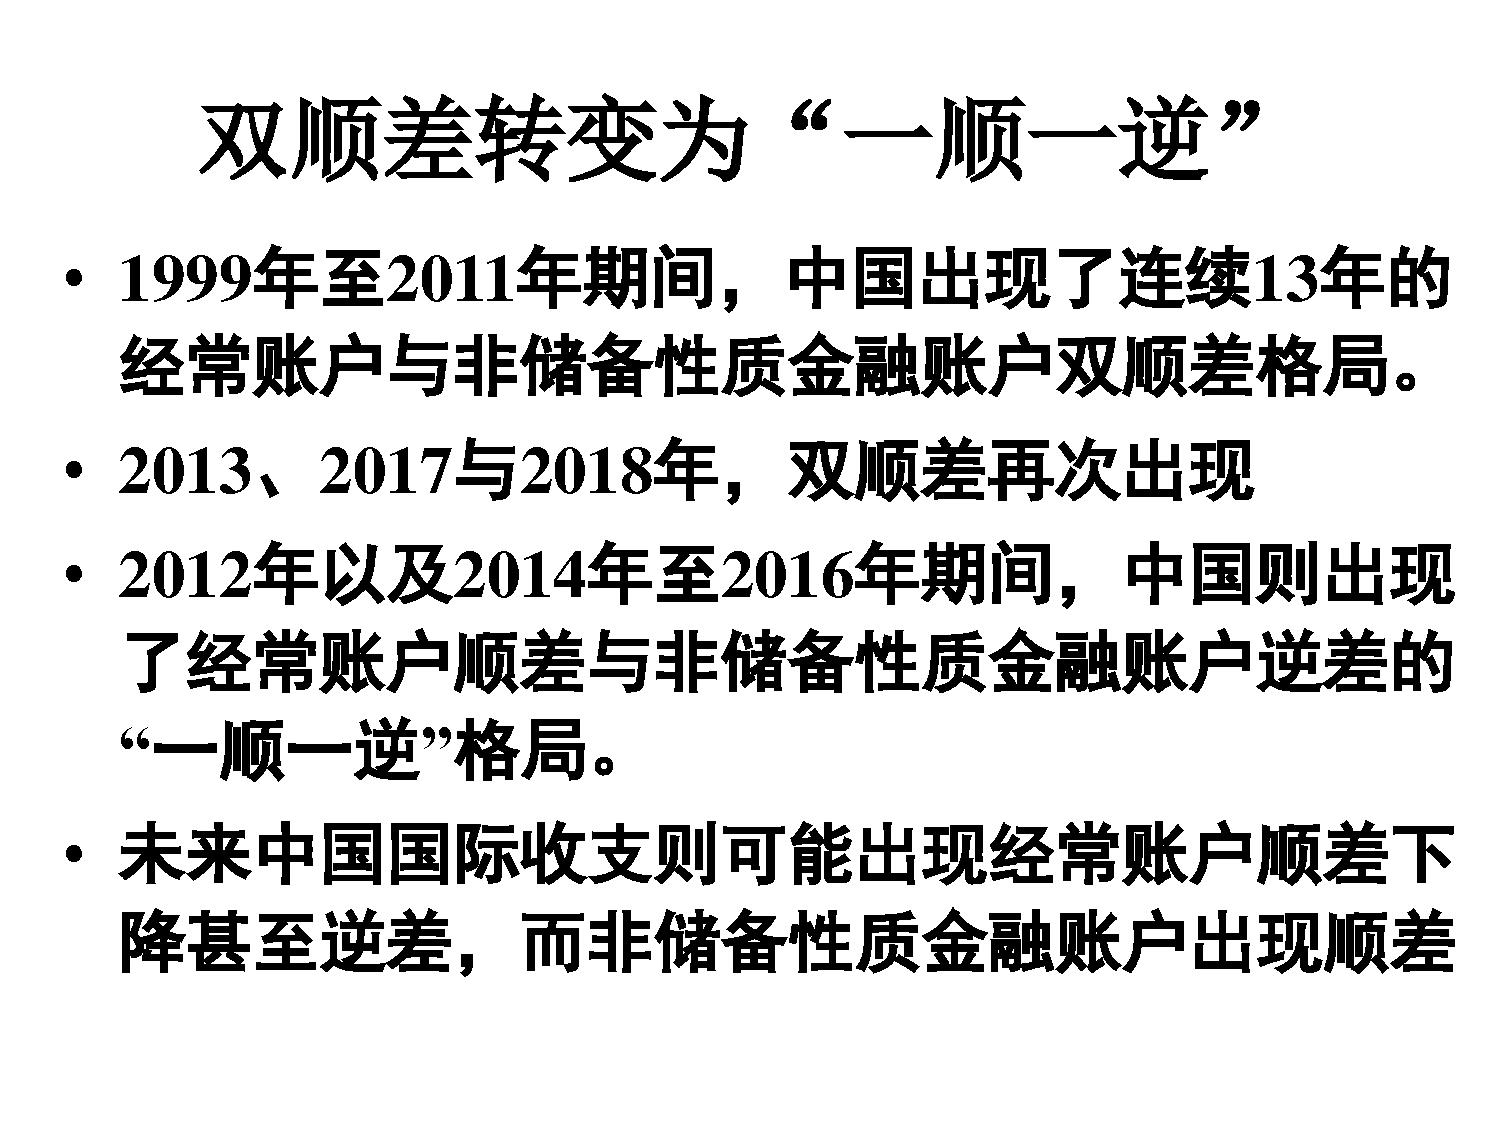 双顺差转变为“一顺一逆”
• 1999年至2011年期间，中国出现了连续13年的
经常账户与非储备性质金融账户双顺差格局。
• 2013、2017与2018年，双顺差再次出现
• 2012年以及2014年至2016年期间，中国则出现
了经常账户顺差与非储备性质金融账户逆差的
“一顺一逆”格局。
• 未来中国国际收支则可能出现经常账户顺差下
降甚至逆差，而非储备性质金融账户出现顺差